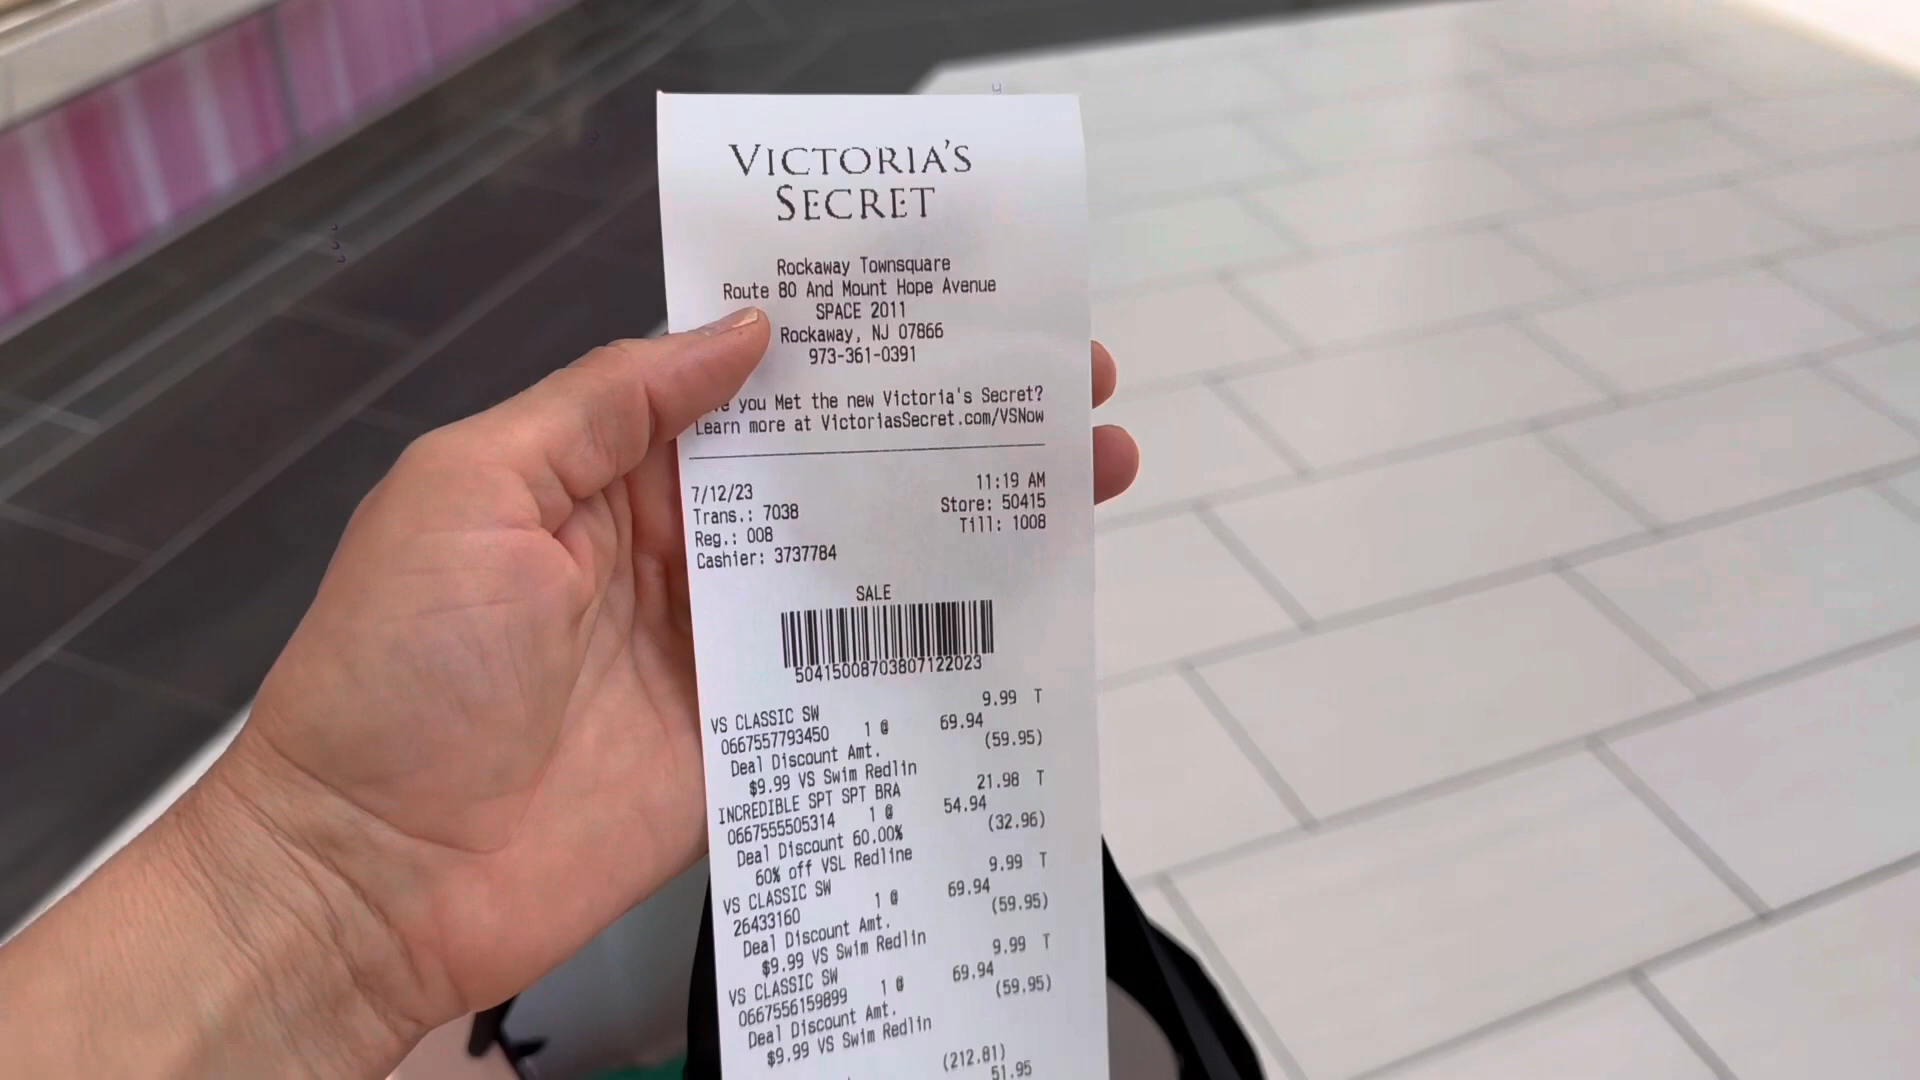 VICTORIA'S
SECRET
Rockaway Townsquare
Route 80 And Mount Hope Avenue
SPACE 2011
Rockaway, NJ 07866
973-361-0391
you Met the new Victoria's Secret?
Learn more at VictoriasSecret.com/VSNow
7/12/23 11:19 AM
Trans.: 7038 Store: 50415
Reg.: 008 Till: 1008
Cashier: 3737784
SALE
50415008703807122023
VS CLASSIC SW 9.99 T
0667557793450 1 @ 69.94
Deal Discount Amt. (59.95)
$9.99 VS Swim Redlin
INCREDIBLE SPT SPT BRA 21.98 T
0667555505314 1 @ 54.94
Deal Discount 60.00% (32.96)
60% off VSL Redline
VS CLASSIC SW 9.99 T
26433160 1 @ 69.94
Deal Discount Amt. (59.95)
$9.99 VS Swim Redlin
VS CLASSIC SW 9.99 T
0667556159899 1 @ 69.94
Deal Discount Amt. (59.95)
$9.99 VS Swim Redlin
(212.81)
51.95